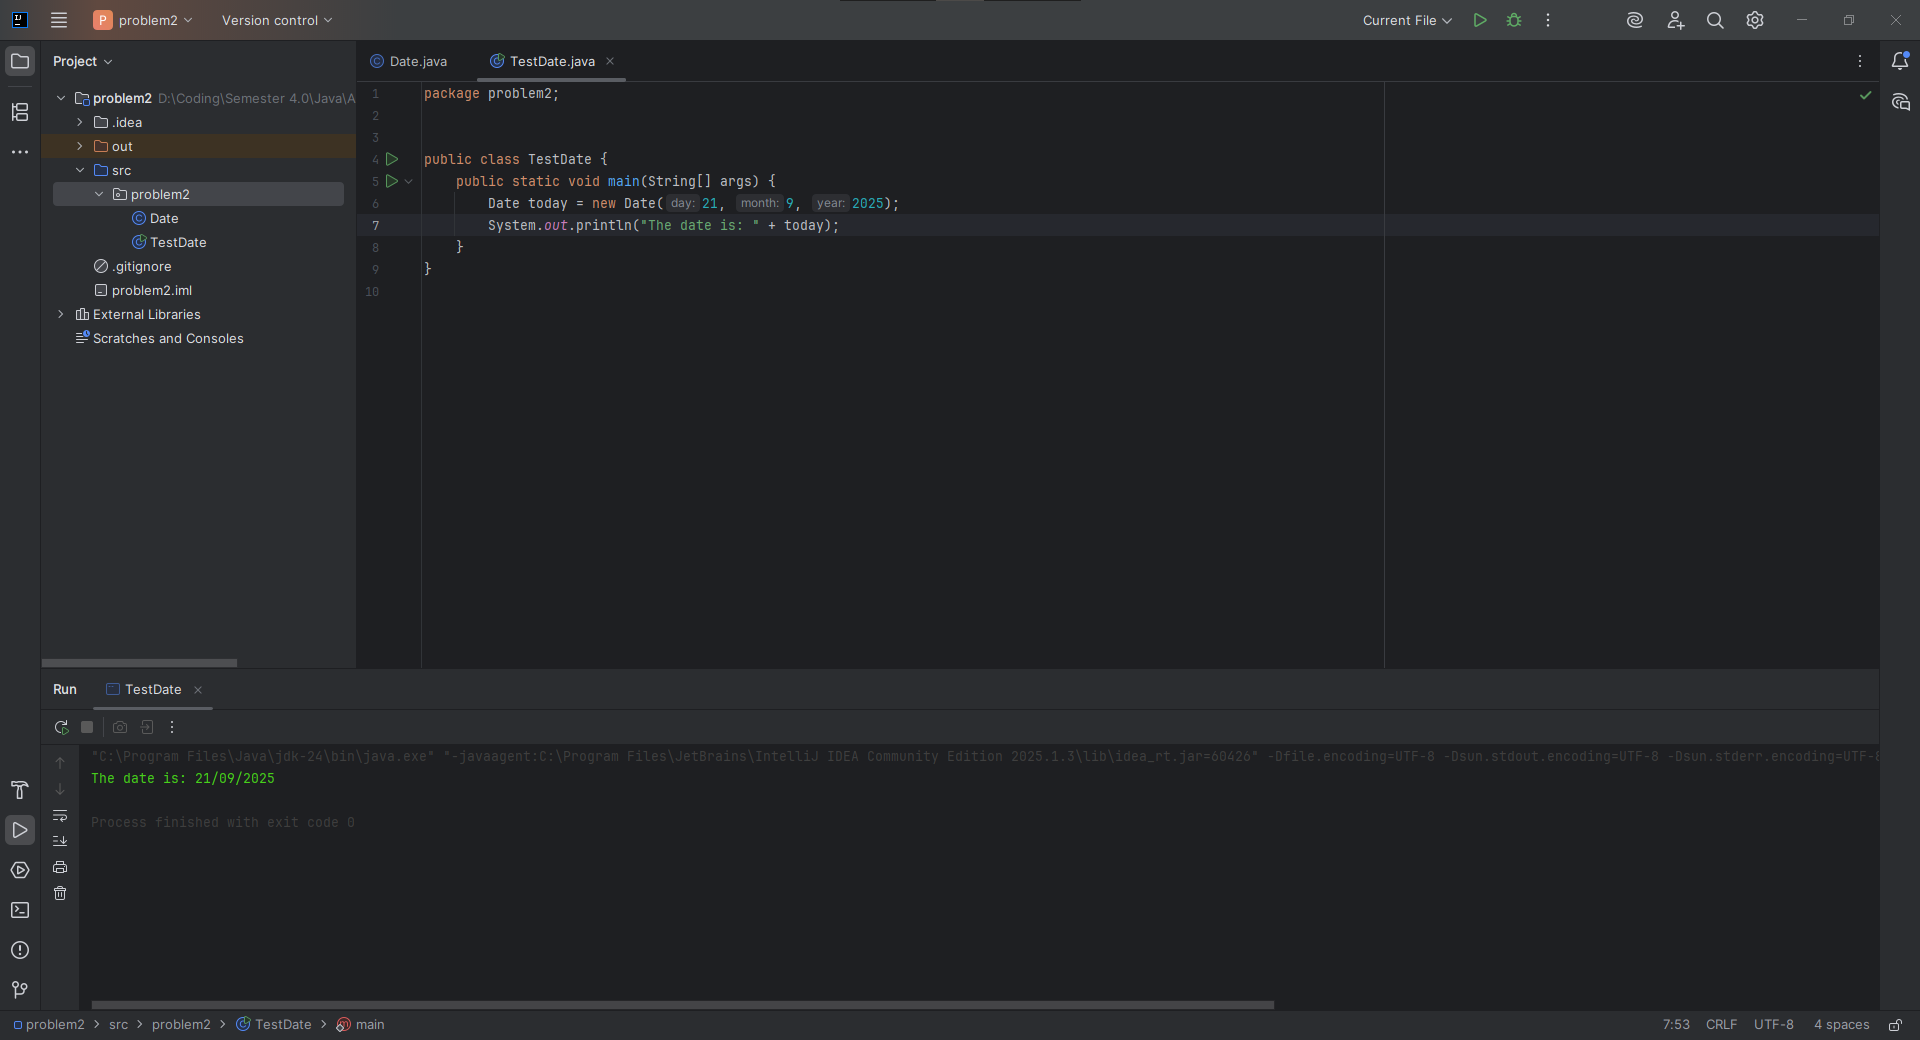 P problem2 Version control Current File
Project
Date.java TestDate.java
problem2 D:\Coding\Semester 4.0\Java\A
.idea
out
src
problem2
Date
TestDate
.gitignore
problem2.iml
External Libraries
Scratches and Consoles
1 package problem2;
2
3
4 public class TestDate {
5 public static void main(String[] args) {
6 Date today = new Date( day: 21, month: 9, year: 2025);
7 System.out.println("The date is: " + today);
8 }
9 }
10
Run TestDate
"C:\Program Files\Java\jdk-24\bin\java.exe" "-javaagent:C:\Program Files\JetBrains\IntelliJ IDEA Community Edition 2025.1.3\lib\idea_rt.jar=60426" -Dfile.encoding=UTF-8 -Dsun.stdout.encoding=UTF-8 -Dsun.stderr.encoding=UTF-8
The date is: 21/09/2025
Process finished with exit code 0
problem2 > src > problem2 > TestDate > main 7:53 CRLF UTF-8 4 spaces